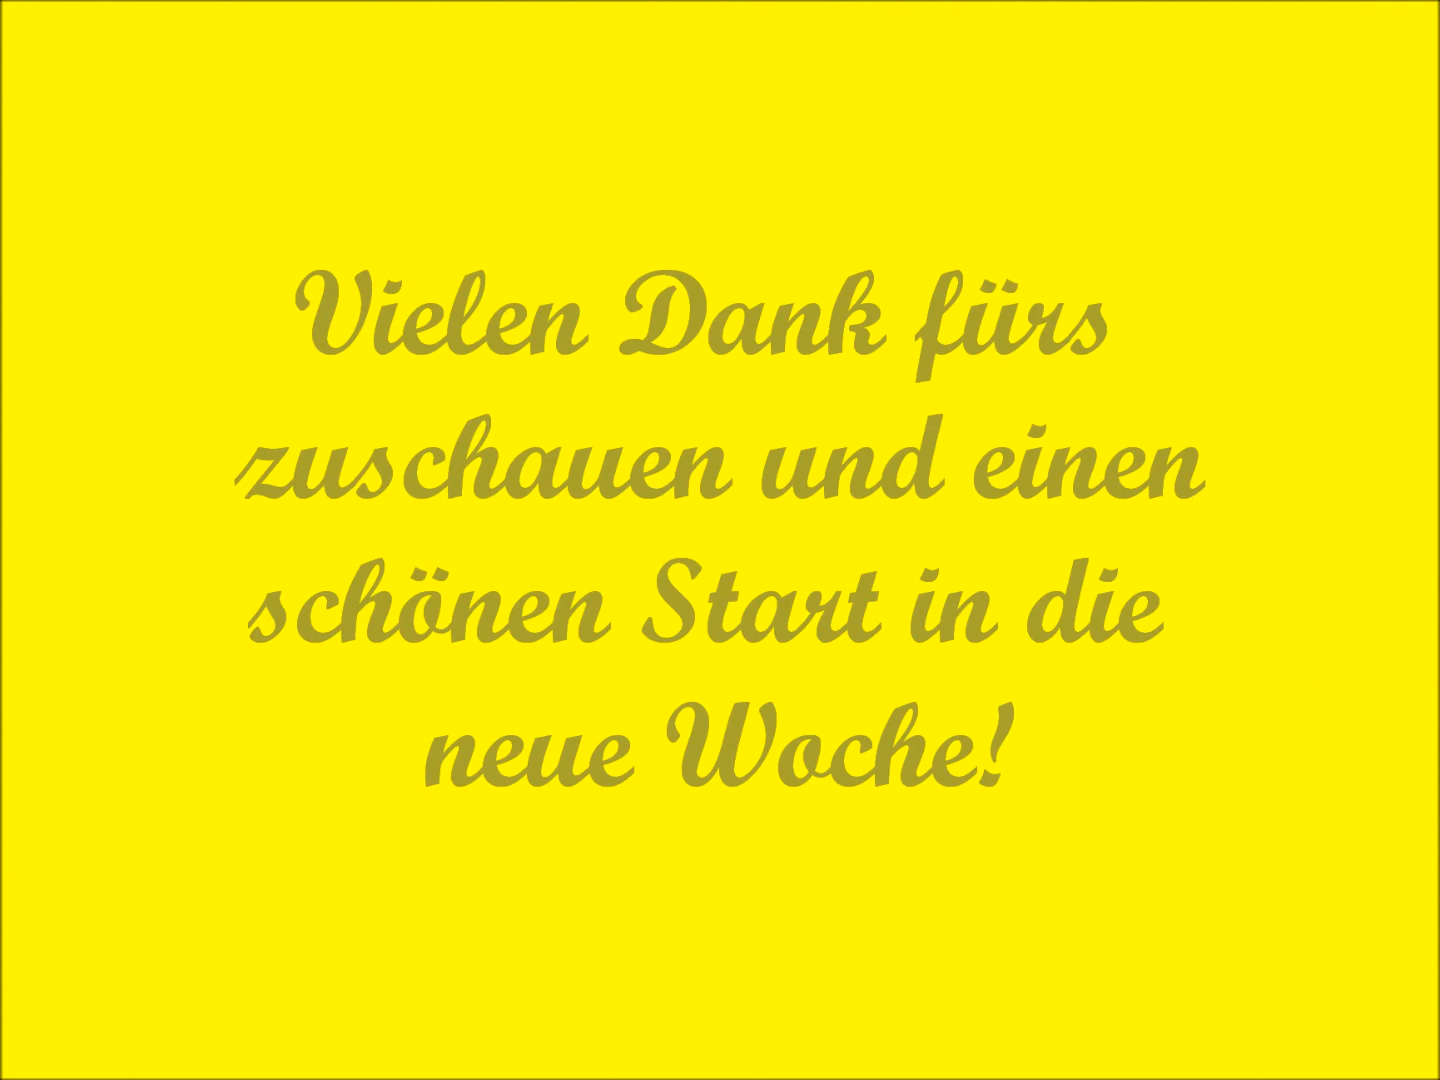 Vielen Dank fürs
zuschauen und einen
schönen Start in die
neue Woche!